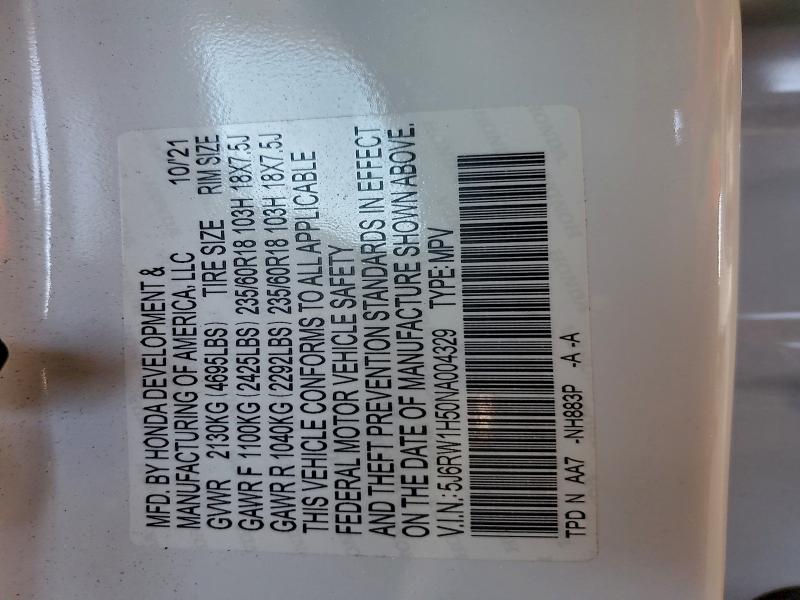 MFD. BY HONDA DEVELOPMENT &
MANUFACTURING OF AMERICA, LLC 10/21
GVWR 2130KG (4695LBS) TIRE SIZE RIM SIZE
GAWR F 1100KG (2425LBS) 235/60R18 103H 18X7.5J
GAWR R 1040KG (2292LBS) 235/60R18 103H 18X7.5J
THIS VEHICLE CONFORMS TO ALL APPLICABLE
FEDERAL MOTOR VEHICLE SAFETY
AND THEFT PREVENTION STANDARDS IN EFFECT
ON THE DATE OF MANUFACTURE SHOWN ABOVE.
V.I.N.: 5J6RW1H50NA004329 TYPE: MPV
TPD N AA7 -NH883P -A -A